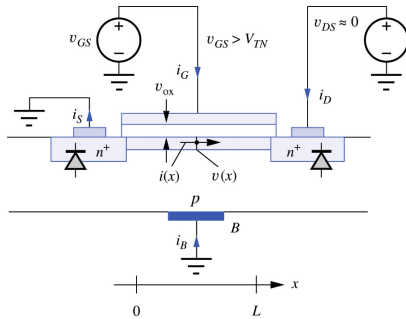 +
v_GS
−
v_GS > V_TN
v_DS ≈ 0
+
−
i_G
v_ox
i_S
i_D
n⁺
i(x)
v(x)
n⁺
p
B
i_B
x
0
L